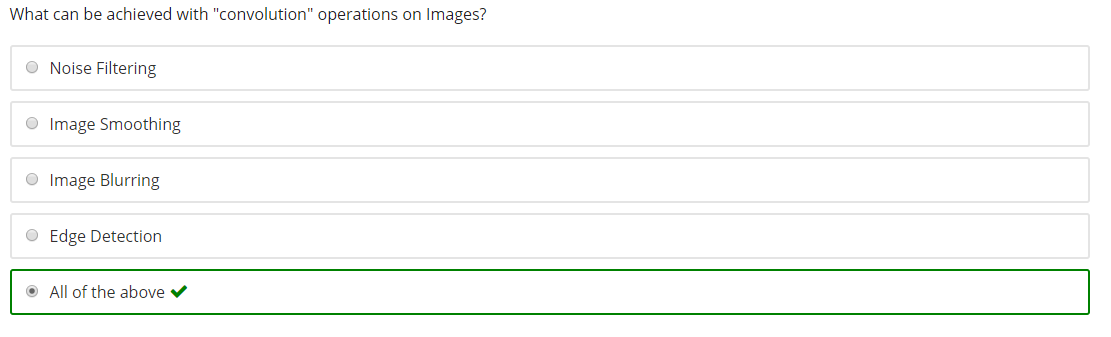 What can be achieved with "convolution" operations on Images?
Noise Filtering
Image Smoothing
Image Blurring
Edge Detection
All of the above